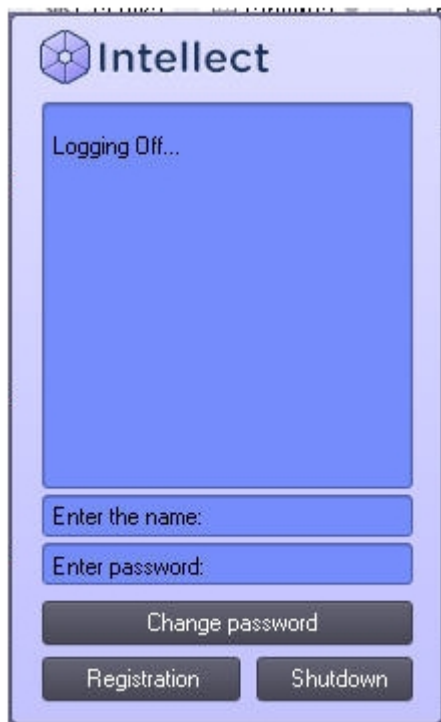 Intellect
Logging Off...
Enter the name:
Enter password:
Change password
Registration Shutdown